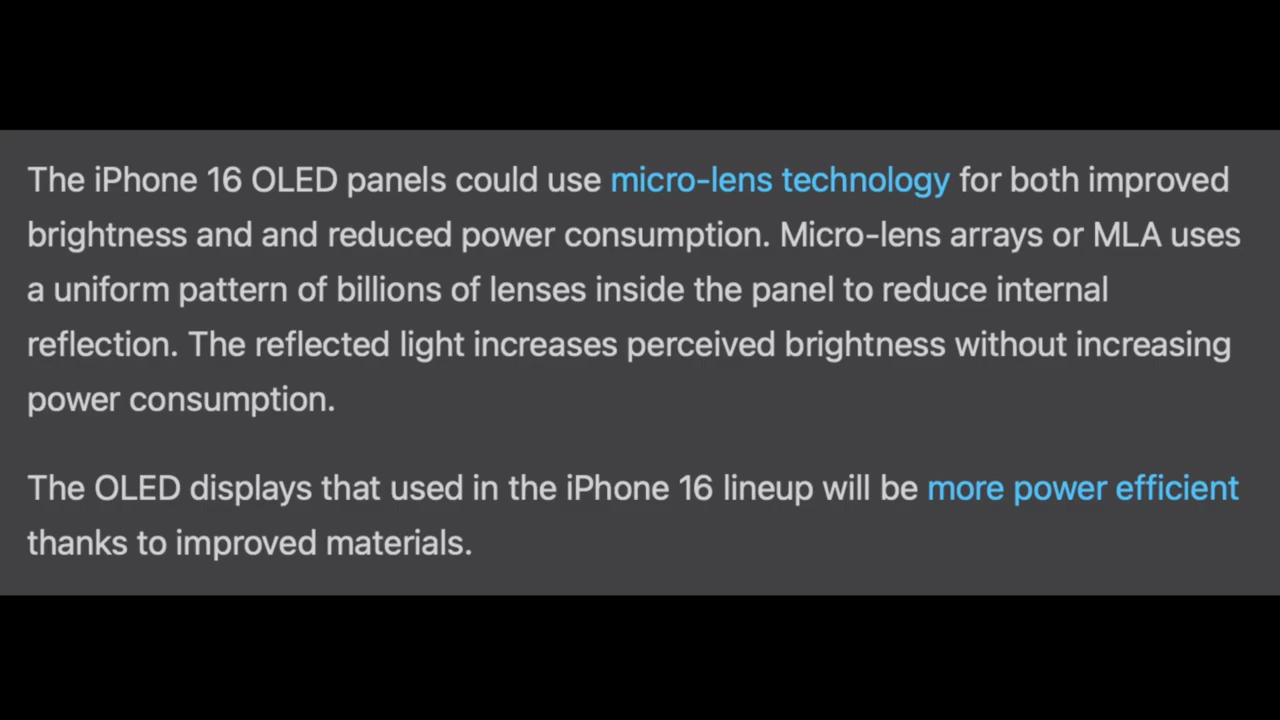 The iPhone 16 OLED panels could use micro-lens technology for both improved
brightness and and reduced power consumption. Micro-lens arrays or MLA uses
a uniform pattern of billions of lenses inside the panel to reduce internal
reflection. The reflected light increases perceived brightness without increasing
power consumption.
The OLED displays that used in the iPhone 16 lineup will be more power efficient
thanks to improved materials.